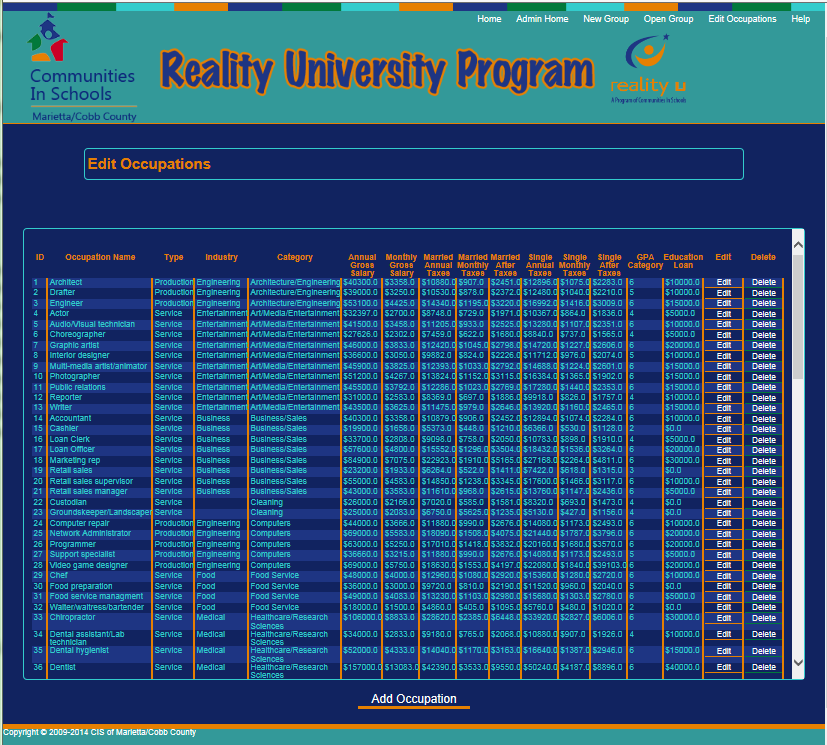 Home Admin Home New Group Open Group Edit Occupations Help
Communities
In Schools
Marietta/Cobb County
Reality University Program
reality u
A Program of Communities In Schools
Edit Occupations
ID Occupation Name Type Industry Category Annual Gross Salary Monthly Gross Salary Married Annual Taxes Married Monthly Taxes Married After Taxes Single Annual Taxes Single Monthly Taxes Single After Taxes GPA Category Education Loan Edit Delete
1 Architect Production Engineering Architecture/Engineering $40300.0 $3358.0 $10880.0 $907.0 $2451.0 $12896.0 $1075.0 $2283.0 6 $10000.0 Edit Delete
2 Drafter Production Engineering Architecture/Engineering $39000.0 $3250.0 $10530.0 $878.0 $2372.0 $12480.0 $1040.0 $2210.0 5 $10000.0 Edit Delete
3 Engineer Production Engineering Architecture/Engineering $53100.0 $4425.0 $14340.0 $1195.0 $3220.0 $16992.0 $1416.0 $3009.0 6 $15000.0 Edit Delete
4 Actor Service Entertainment Art/Media/Entertainment $32397.0 $2700.0 $8748.0 $729.0 $1971.0 $10367.0 $864.0 $1836.0 4 $5000.0 Edit Delete
5 Audio/Visual technician Service Entertainment Art/Media/Entertainment $41500.0 $3458.0 $11205.0 $933.0 $2525.0 $13280.0 $1107.0 $2351.0 6 $10000.0 Edit Delete
6 Choreographer Service Entertainment Art/Media/Entertainment $27626.0 $2302.0 $7459.0 $622.0 $1680.0 $8840.0 $737.0 $1565.0 4 $5000.0 Edit Delete
7 Graphic artist Service Entertainment Art/Media/Entertainment $46000.0 $3833.0 $12420.0 $1045.0 $2798.0 $14720.0 $1227.0 $2606.0 6 $20000.0 Edit Delete
8 Interior designer Service Entertainment Art/Media/Entertainment $36600.0 $3050.0 $9882.0 $824.0 $2226.0 $11712.0 $976.0 $2074.0 5 $10000.0 Edit Delete
9 Multi-media artist/animator Service Entertainment Art/Media/Entertainment $45900.0 $3825.0 $12393.0 $1033.0 $2792.0 $14688.0 $1224.0 $2601.0 6 $15000.0 Edit Delete
10 Photographer Service Entertainment Art/Media/Entertainment $51200.0 $4267.0 $13824.0 $1152.0 $3115.0 $16384.0 $1365.0 $1902.0 6 $15000.0 Edit Delete
11 Public relations Service Entertainment Art/Media/Entertainment $45500.0 $3792.0 $12286.0 $1023.0 $2769.0 $17280.0 $1440.0 $2353.0 6 $15000.0 Edit Delete
12 Reporter Service Entertainment Art/Media/Entertainment $31000.0 $2583.0 $8369.0 $697.0 $1886.0 $9918.0 $826.0 $1757.0 4 $10000.0 Edit Delete
13 Writer Service Entertainment Art/Media/Entertainment $43500.0 $3625.0 $11475.0 $979.0 $2646.0 $13920.0 $1160.0 $2465.0 6 $15000.0 Edit Delete
14 Accountant Service Business Business/Sales $40300.0 $3358.0 $10879.0 $906.0 $2452.0 $12894.0 $1074.0 $2284.0 6 $10000.0 Edit Delete
15 Cashier Service Business Business/Sales $19900.0 $1658.0 $5373.0 $448.0 $1210.0 $6366.0 $530.0 $1128.0 2 $0.0 Edit Delete
16 Loan Clerk Service Business Business/Sales $33700.0 $2808.0 $9098.0 $758.0 $2050.0 $10783.0 $898.0 $1910.0 4 $5000.0 Edit Delete
17 Loan Officer Service Business Business/Sales $57600.0 $4800.0 $15552.0 $1296.0 $3504.0 $18432.0 $1536.0 $3264.0 6 $20000.0 Edit Delete
18 Marketing rep Service Business Business/Sales $84900.0 $7075.0 $22923.0 $1910.0 $5165.0 $27168.0 $2264.0 $4811.0 6 $30000.0 Edit Delete
19 Retail sales Service Business Business/Sales $23200.0 $1933.0 $6264.0 $522.0 $1411.0 $7422.0 $618.0 $1315.0 3 $0.0 Edit Delete
20 Retail sales supervisor Service Business Business/Sales $55000.0 $4583.0 $14850.0 $1238.0 $3345.0 $17600.0 $1466.0 $3117.0 6 $10000.0 Edit Delete
21 Retail sales manager Service Business Business/Sales $43000.0 $3583.0 $11610.0 $968.0 $2615.0 $13760.0 $1147.0 $2436.0 6 $5000.0 Edit Delete
22 Custodian Service Cleaning $26000.0 $2166.0 $7020.0 $585.0 $1581.0 $8320.0 $693.0 $1473.0 4 $0.0 Edit Delete
23 Groundskeeper/Landscaper Service Cleaning $25000.0 $2083.0 $6750.0 $5625.0 $1235.0 $5130.0 $427.0 $1156.0 4 $0.0 Edit Delete
24 Computer repair Production Engineering Computers $44000.0 $3666.0 $11880.0 $990.0 $2676.0 $14080.0 $1173.0 $2493.0 6 $10000.0 Edit Delete
25 Network Administrator Production Engineering Computers $69000.0 $5583.0 $18090.0 $1508.0 $4075.0 $21440.0 $1787.0 $3796.0 6 $20000.0 Edit Delete
26 Programmer Production Engineering Computers $63000.0 $5250.0 $17010.0 $1418.0 $3832.0 $20160.0 $1680.0 $3570.0 6 $20000.0 Edit Delete
27 Support specialist Production Engineering Computers $36660.0 $3215.0 $11880.0 $990.0 $2676.0 $14080.0 $1173.0 $2493.0 5 $5000.0 Edit Delete
28 Video game designer Production Engineering Computers $69000.0 $5750.0 $18630.0 $1553.0 $4197.0 $22080.0 $1840.0 $39103.0 6 $20000.0 Edit Delete
29 Chef Service Food Food Service $48000.0 $4000.0 $12960.0 $1080.0 $2920.0 $15360.0 $1280.0 $2720.0 6 $10000.0 Edit Delete
30 Food preparation Service Food Food Service $36000.0 $3000.0 $9720.0 $810.0 $2190.0 $11520.0 $960.0 $2040.0 5 $0.0 Edit Delete
31 Food service managment Service Food Food Service $49000.0 $4083.0 $13230.0 $1103.0 $2980.0 $15680.0 $1303.0 $2780.0 6 $5000.0 Edit Delete
32 Waiter/waitress/bartender Service Food Food Service $18000.0 $1500.0 $4860.0 $405.0 $1095.0 $5760.0 $480.0 $1020.0 2 $0.0 Edit Delete
33 Chiropractor Service Medical Healthcare/Research Sciences $106000.0 $8833.0 $28620.0 $2385.0 $6448.0 $33920.0 $2827.0 $6006.0 6 $30000.0 Edit Delete
34 Dental assistant/Lab technician Service Medical Healthcare/Research Sciences $34000.0 $2833.0 $9180.0 $765.0 $2068.0 $10880.0 $907.0 $1926.0 4 $10000.0 Edit Delete
35 Dental hygienist Service Medical Healthcare/Research Sciences $52000.0 $4333.0 $14040.0 $1170.0 $3163.0 $16640.0 $1387.0 $2946.0 6 $15000.0 Edit Delete
36 Dentist Service Medical Healthcare/Research Sciences $157000.0 $13083.0 $42390.0 $3533.0 $9550.0 $50240.0 $4187.0 $8896.0 6 $40000.0 Edit Delete
Add Occupation
Copyright © 2009-2014 CIS of Marietta/Cobb County